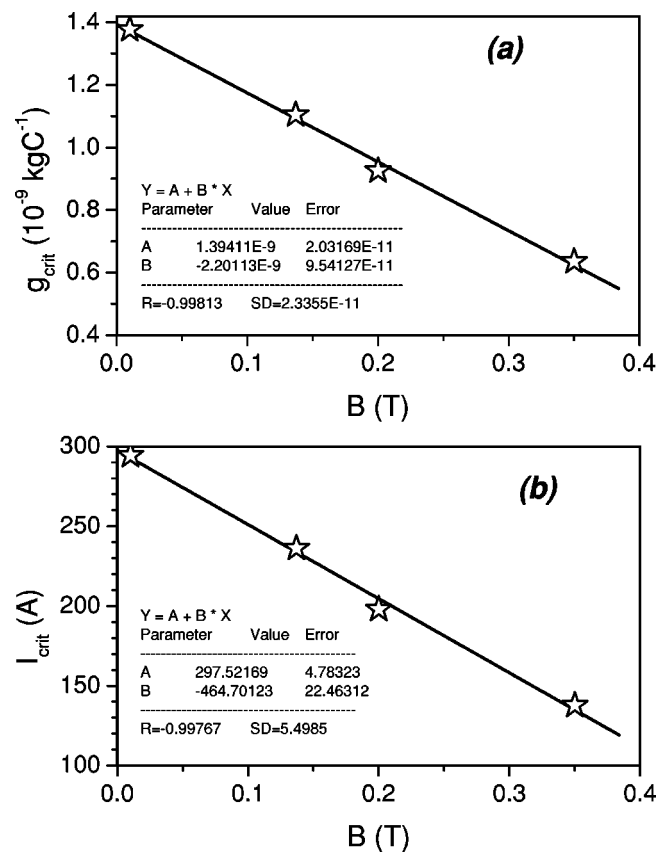 (a)
1.4
1.2
1.0
0.8
0.6
0.4
g_crit (10^-9 kgC^-1)
Y = A + B * X
Parameter Value Error
------------------------------------------------------------
A 1.39411E-9 2.03169E-11
B -2.20113E-9 9.54127E-11
------------------------------------------------------------
R=-0.99813 SD=2.3355E-11
0.0 0.1 0.2 0.3 0.4
B (T)
(b)
300
250
200
150
100
I_crit (A)
Y = A + B * X
Parameter Value Error
------------------------------------------------------------
A 297.52169 4.78323
B -464.70123 22.46312
------------------------------------------------------------
R=-0.99767 SD=5.4985
0.0 0.1 0.2 0.3 0.4
B (T)